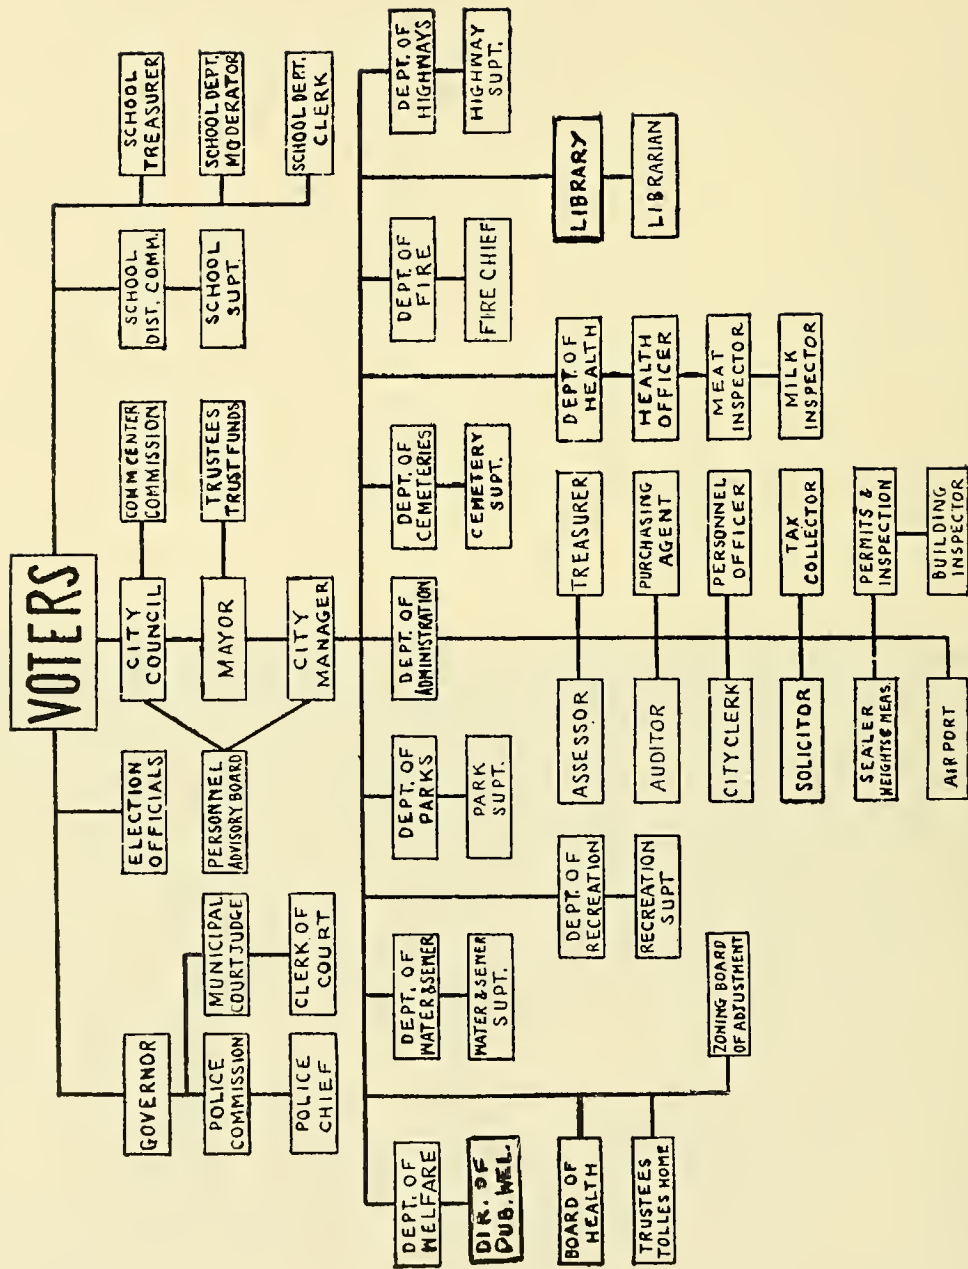 VOTERS
GOVERNOR
ELECTION
OFFICIALS
CITY
COUNCIL
COMM CENTER
COMMISSION
SCHOOL
DIST. COMM.
SCHOOL
TREASURER
POLICE
COMMISSION
MUNICIPAL
COURT JUDGE
PERSONNEL
ADVISORY BOARD
MAYOR
TRUSTEES
TRUST FUNDS
SCHOOL
SUPT.
SCHOOL DEPT.
MODERATOR
POLICE
CHIEF
CLERK OF
COURT
CITY
MANAGER
SCHOOL DEPT.
CLERK
DEPT. OF
WELFARE
DEPT. OF
WATER & SEWER
DEPT. OF
PARKS
DEPT. OF
ADMINISTRATION
DEPT. OF
CEMETERIES
DEPT. OF
FIRE
DEPT. OF
HIGHWAYS
DIR. OF
PUB. WEL.
WATER & SEWER
SUPT.
PARK
SUPT.
CEMETERY
SUPT.
FIRE CHIEF
HIGHWAY
SUPT.
BOARD OF
HEALTH
DEPT. OF
RECREATION
ASSESSOR
TREASURER
DEPT. OF
HEALTH
LIBRARY
TRUSTEES
TOLLES HOME
RECREATION
SUPT
AUDITOR
PURCHASING
AGENT
HEALTH
OFFICER
LIBRARIAN
ZONING BOARD
OF ADJUSTMENT
CITY CLERK
PERSONNEL
OFFICER
MEAT
INSPECTOR
SOLICITOR
TAX
COLLECTOR
MILK
INSPECTOR
SEALER
WEIGHTS & MEAS.
PERMITS &
INSPECTION
AIRPORT
BUILDING
INSPECTOR